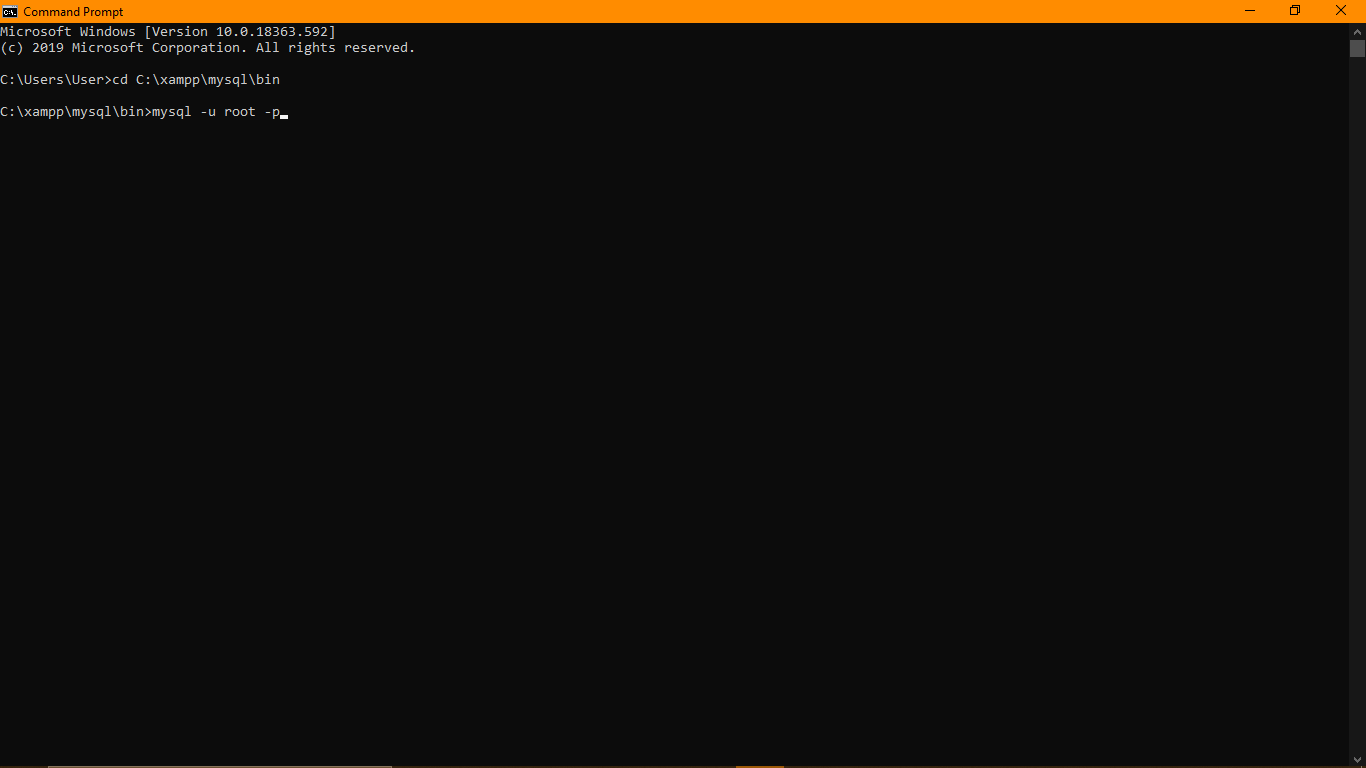 Command Prompt
Microsoft Windows [Version 10.0.18363.592]
(c) 2019 Microsoft Corporation. All rights reserved.
C:\Users\User>cd C:\xampp\mysql\bin
C:\xampp\mysql\bin>mysql -u root -p